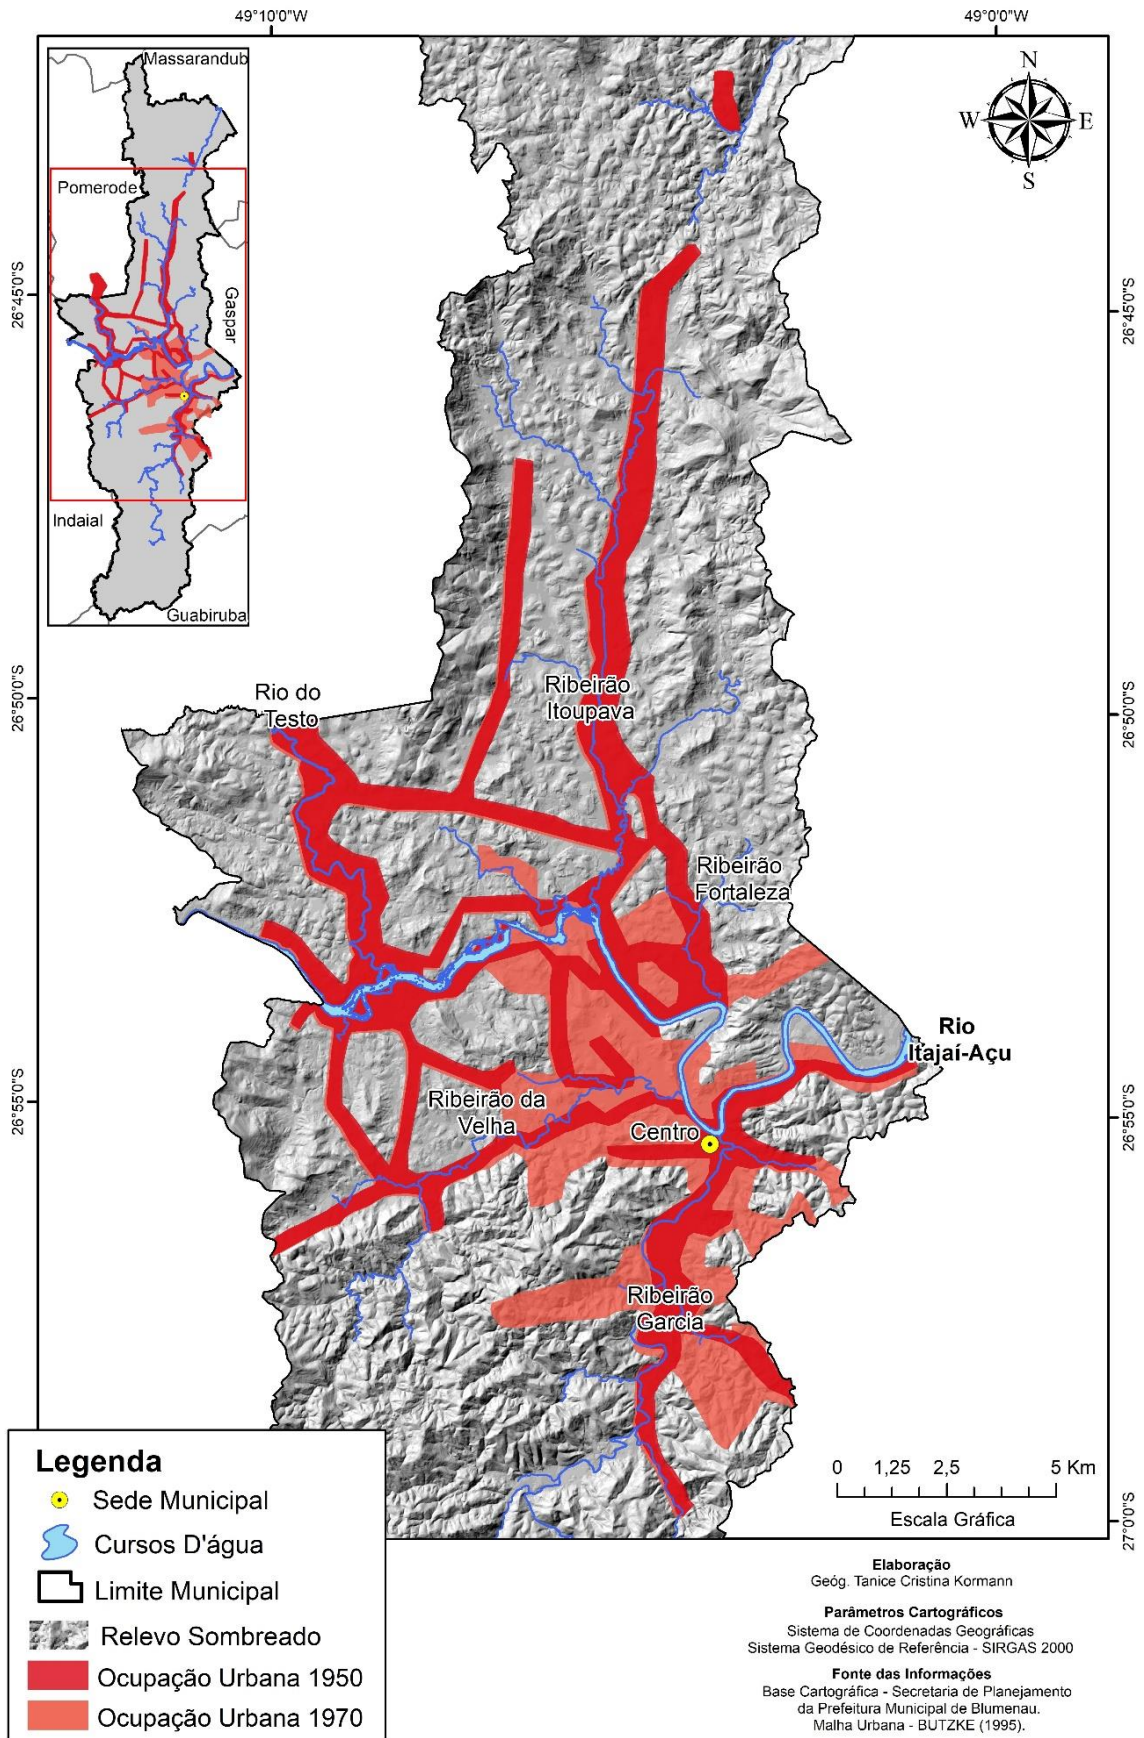 49°10'0"W
49°0'0"W
Massarandub
Pomerode
Gaspar
Indaial
Guabiruba
N
W
E
S
26°45'0"S
26°45'0"S
26°50'0"S
26°50'0"S
26°55'0"S
26°55'0"S
27°0'0"S
Rio do
Testo
Ribeirão
Itoupava
Ribeirão
Fortaleza
Rio
Itajaí-Açu
Ribeirão da
Velha
Centro
Ribeirão
Garcia
0 1,25 2,5 5 Km
Escala Gráfica
Legenda
Sede Municipal
Cursos D'água
Limite Municipal
Relevo Sombreado
Ocupação Urbana 1950
Ocupação Urbana 1970
Elaboração
Geóg. Tanice Cristina Kormann
Parâmetros Cartográficos
Sistema de Coordenadas Geográficas
Sistema Geodésico de Referência - SIRGAS 2000
Fonte das Informações
Base Cartográfica - Secretaria de Planejamento
da Prefeitura Municipal de Blumenau.
Malha Urbana - BUTZKE (1995).